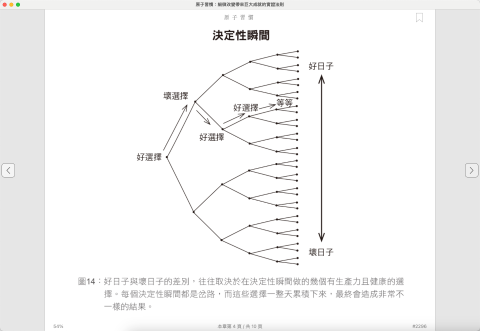 原子習慣：細微改變帶來巨大成就的實證法則
原子習慣
決定性瞬間
好日子
壞選擇
等等
好選擇
好選擇
好選擇
壞日子
圖14：好日子與壞日子的差別，往往取決於在決定性瞬間做的幾個有生產力且健康的選
擇。每個決定性瞬間都是岔路，而這些選擇一整天累積下來，最終會造成非常不
一樣的結果。
54%
本章第 6 頁 / 共 10 頁
#2298